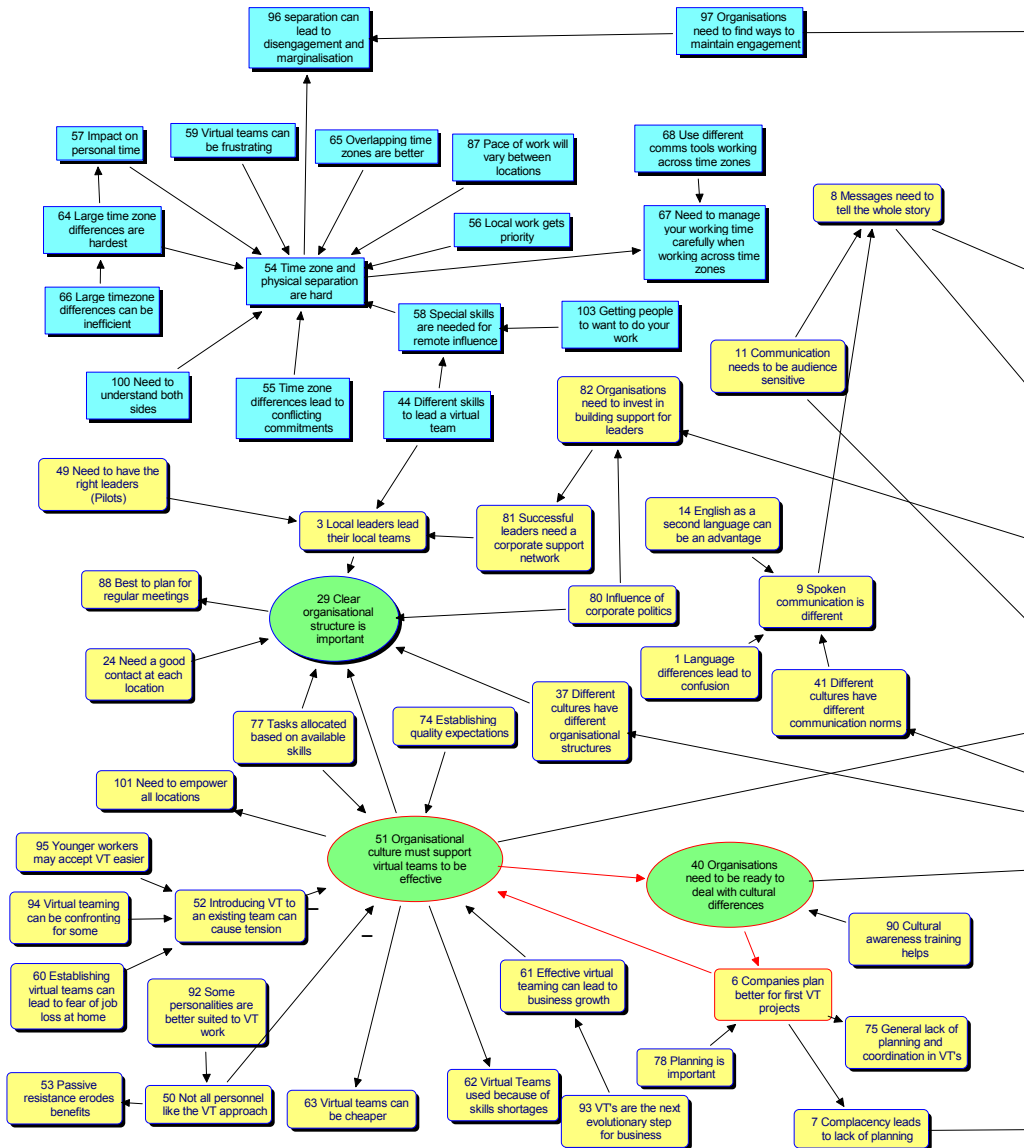 96 separation can
lead to
disengagement and
marginalisation
97 Organisations
need to find ways to
maintain engagement
57 Impact on
personal time
59 Virtual teams can
be frustrating
65 Overlapping time
zones are better
87 Pace of work will
vary between
locations
68 Use different
comms tools working
across time zones
8 Messages need to
tell the whole story
64 Large time zone
differences are
hardest
56 Local work gets
priority
67 Need to manage
your working time
carefully when
working across time
zones
54 Time zone and
physical separation
are hard
66 Large timezone
differences can be
inefficient
58 Special skills
are needed for
remote influence
103 Getting people
to want to do your
work
11 Communication
needs to be audience
sensitive
100 Need to
understand both
sides
55 Time zone
differences lead to
conflicting
commitments
44 Different skills
to lead a virtual
team
82 Organisations
need to invest in
building support for
leaders
49 Need to have the
right leaders
(Pilots)
3 Local leaders lead
their local teams
81 Successful
leaders need a
corporate support
network
14 English as a
second language can
be an advantage
88 Best to plan for
regular meetings
29 Clear
organisational
structure is
important
80 Influence of
corporate politics
9 Spoken
communication is
different
24 Need a good
contact at each
location
1 Language
differences lead to
confusion
41 Different
cultures have
different
communication norms
77 Tasks allocated
based on available
skills
74 Establishing
quality expectations
37 Different
cultures have
different
organisational
structures
101 Need to empower
all locations
51 Organisational
culture must support
virtual teams to be
effective
40 Organisations
need to be ready to
deal with cultural
differences
95 Younger workers
may accept VT easier
94 Virtual teaming
can be confronting
for some
52 Introducing VT to
an existing team can
cause tension
–
–
90 Cultural
awareness training
helps
60 Establishing
virtual teams can
lead to fear of job
loss at home
92 Some
personalities are
better suited to VT
work
61 Effective virtual
teaming can lead to
business growth
6 Companies plan
better for first VT
projects
75 General lack of
planning and
coordination in VT's
78 Planning is
important
53 Passive
resistance erodes
benefits
50 Not all personnel
like the VT approach
63 Virtual teams can
be cheaper
62 Virtual Teams
used because of
skills shortages
93 VT's are the next
evolutionary step
for business
7 Complacency leads
to lack of planning